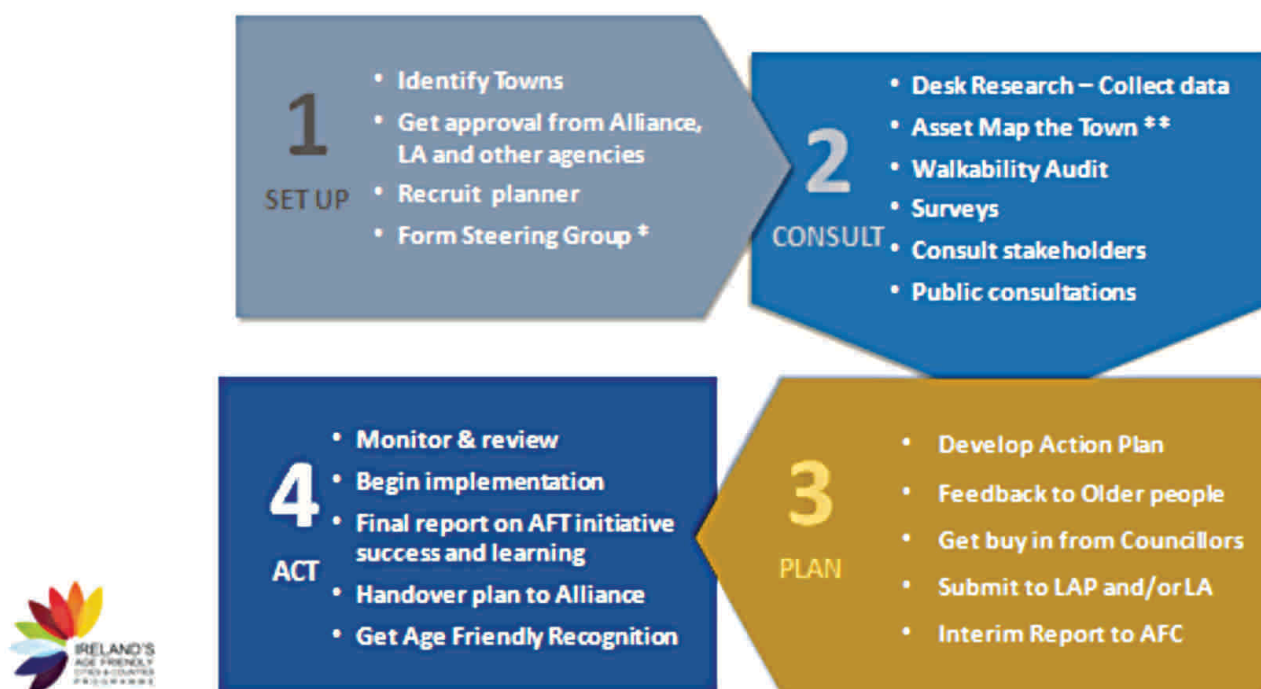 1
SET UP
• Identify Towns
• Get approval from Alliance,
LA and other agencies
• Recruit planner
• Form Steering Group *
2
CONSULT
• Desk Research – Collect data
• Asset Map the Town **
• Walkability Audit
• Surveys
• Consult stakeholders
• Public consultations
3
PLAN
• Develop Action Plan
• Feedback to Older people
• Get buy in from Councillors
• Submit to LAP and/or LA
• Interim Report to AFC
4
ACT
• Monitor & review
• Begin implementation
• Final report on AFT initiative
success and learning
• Handover plan to Alliance
• Get Age Friendly Recognition
IRELAND'S
AGE FRIENDLY
CITIES & COUNTIES
PROGRAMME